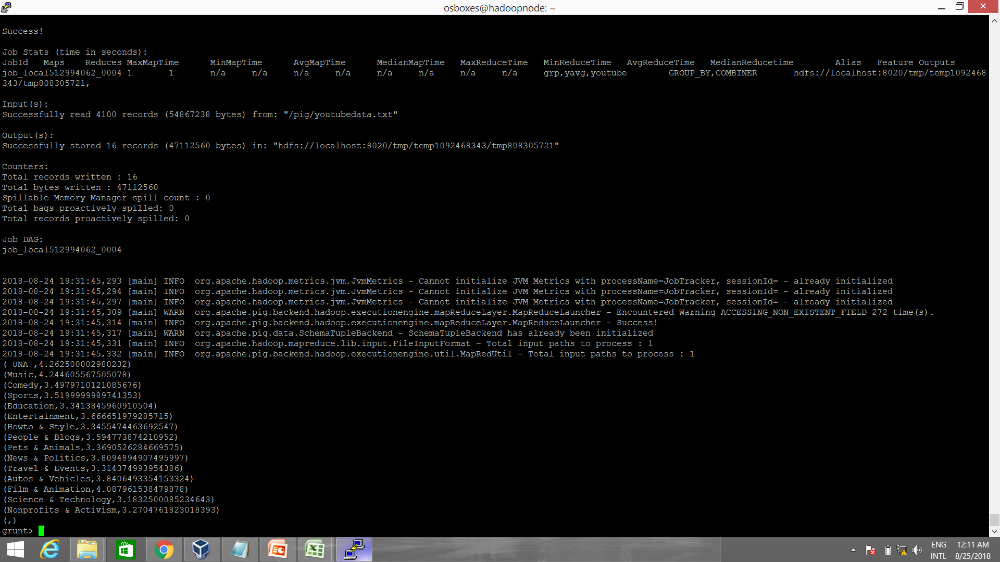 osboxes@hadoopnode: ~
Success!
Job Stats (time in seconds):
JobId Maps Reduces MaxMapTime MinMapTime AvgMapTime MedianMapTime MaxReduceTime MinReduceTime AvgReduceTime MedianReducetime Alias Feature Outputs
job_local512994062_0004 1 1 n/a n/a n/a n/a n/a n/a n/a n/a grp,yavg,youtube GROUP_BY,COMBINER hdfs://localhost:8020/tmp/temp1092468
343/tmp808305721,
Input(s):
Successfully read 4100 records (54867238 bytes) from: "/pig/youtubedata.txt"
Output(s):
Successfully stored 16 records (47112560 bytes) in: "hdfs://localhost:8020/tmp/temp1092468343/tmp808305721"
Counters:
Total records written : 16
Total bytes written : 47112560
Spillable Memory Manager spill count : 0
Total bags proactively spilled: 0
Total records proactively spilled: 0
Job DAG:
job_local512994062_0004
2018-08-24 19:31:45,293 [main] INFO org.apache.hadoop.metrics.jvm.JvmMetrics - Cannot initialize JVM Metrics with processName=JobTracker, sessionId= - already initialized
2018-08-24 19:31:45,294 [main] INFO org.apache.hadoop.metrics.jvm.JvmMetrics - Cannot initialize JVM Metrics with processName=JobTracker, sessionId= - already initialized
2018-08-24 19:31:45,297 [main] INFO org.apache.hadoop.metrics.jvm.JvmMetrics - Cannot initialize JVM Metrics with processName=JobTracker, sessionId= - already initialized
2018-08-24 19:31:45,309 [main] WARN org.apache.pig.backend.hadoop.executionengine.mapReduceLayer.MapReduceLauncher - Encountered Warning ACCESSING_NON_EXISTENT_FIELD 272 time(s).
2018-08-24 19:31:45,314 [main] INFO org.apache.pig.backend.hadoop.executionengine.mapReduceLayer.MapReduceLauncher - Success!
2018-08-24 19:31:45,317 [main] WARN org.apache.pig.data.SchemaTupleBackend - SchemaTupleBackend has already been initialized
2018-08-24 19:31:45,331 [main] INFO org.apache.hadoop.mapreduce.lib.input.FileInputFormat - Total input paths to process : 1
2018-08-24 19:31:45,332 [main] INFO org.apache.pig.backend.hadoop.executionengine.util.MapRedUtil - Total input paths to process : 1
( UNA ,4.262500002980232)
(Music,4.244605567505078)
(Comedy,3.4979710121085676)
(Sports,3.5199999989741353)
(Education,3.3413845960910504)
(Entertainment,3.666651979285715)
(Howto & Style,3.3455474463692547)
(People & Blogs,3.594773874210952)
(Pets & Animals,3.3690526284669575)
(News & Politics,3.8094894907495997)
(Travel & Events,3.314374993954386)
(Autos & Vehicles,3.8406493354153324)
(Film & Animation,4.087961538479878)
(Science & Technology,3.1832500085234643)
(Nonprofits & Activism,3.2704761823018393)
(,)
grunt>
ENG 12:11 AM
INTL 8/25/2018